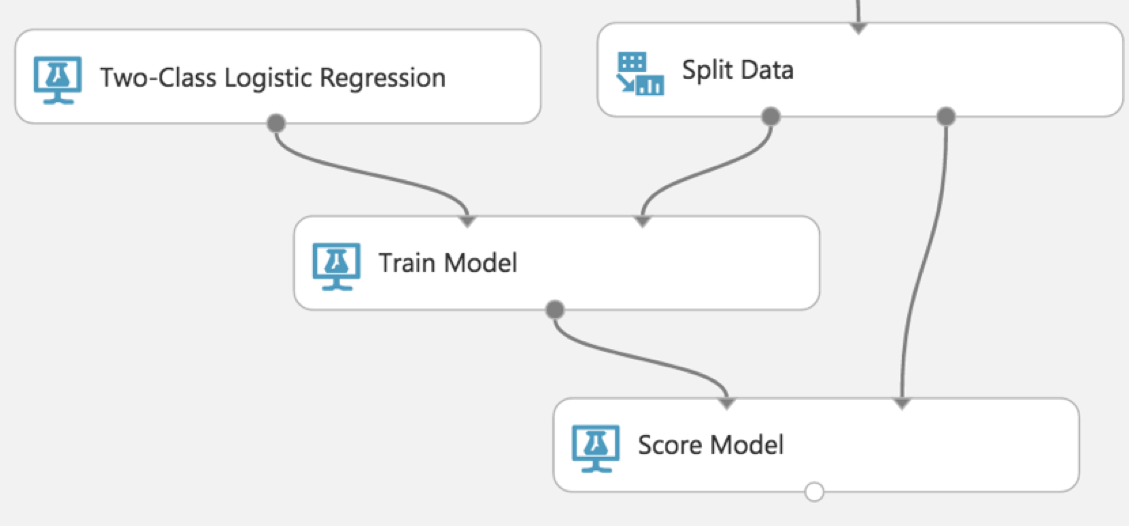 Two-Class Logistic Regression
Split Data
Train Model
Score Model